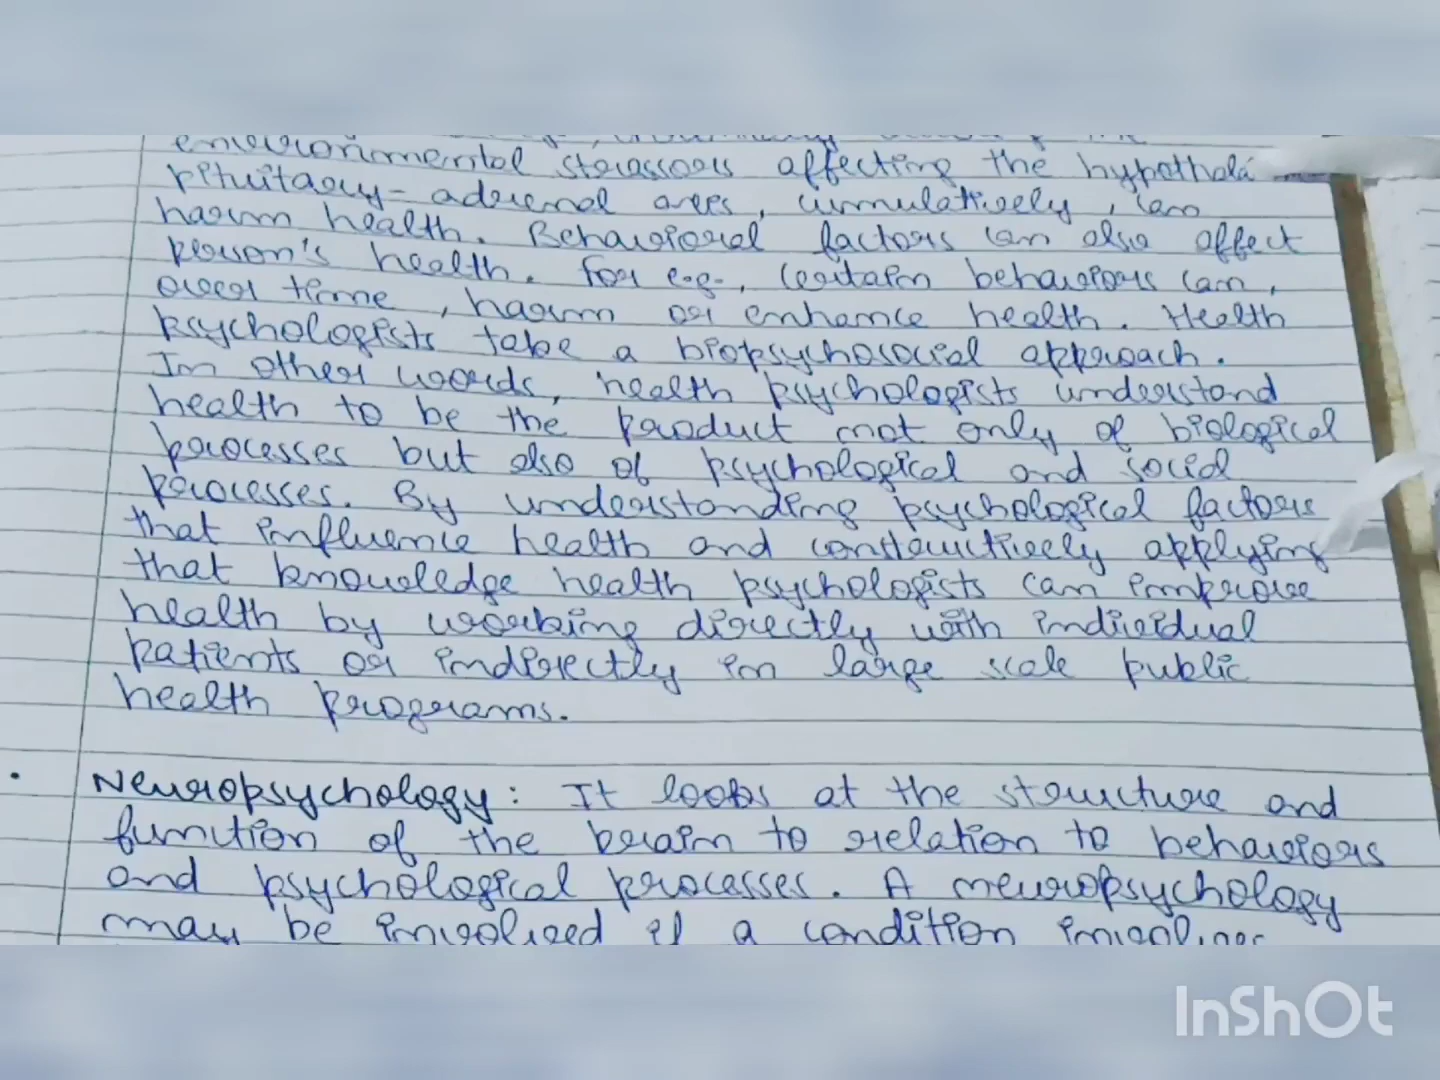 environmental stressors affecting the hypothala
pituitary-adrenal axes, cumulatively, can
harm health. Behavioral factors can also affect
person's health. For e.g., certain behaviors can,
over time, harm or enhance health. Health
psychologists take a biopsychosocial approach.
In other words, health psychologists understand
health to be the product not only of biological
processes but also of psychological and social
processes. By understanding psychological factors
that influence health and constructively applying
that knowledge health psychologists can improve
health by working directly with individual
patients or indirectly in large scale public
health programs.
• Neuropsychology: It looks at the structure and
function of the brain to relation to behaviors
and psychological processes. A neuropsychology
may be involved if a condition involves
InShOt